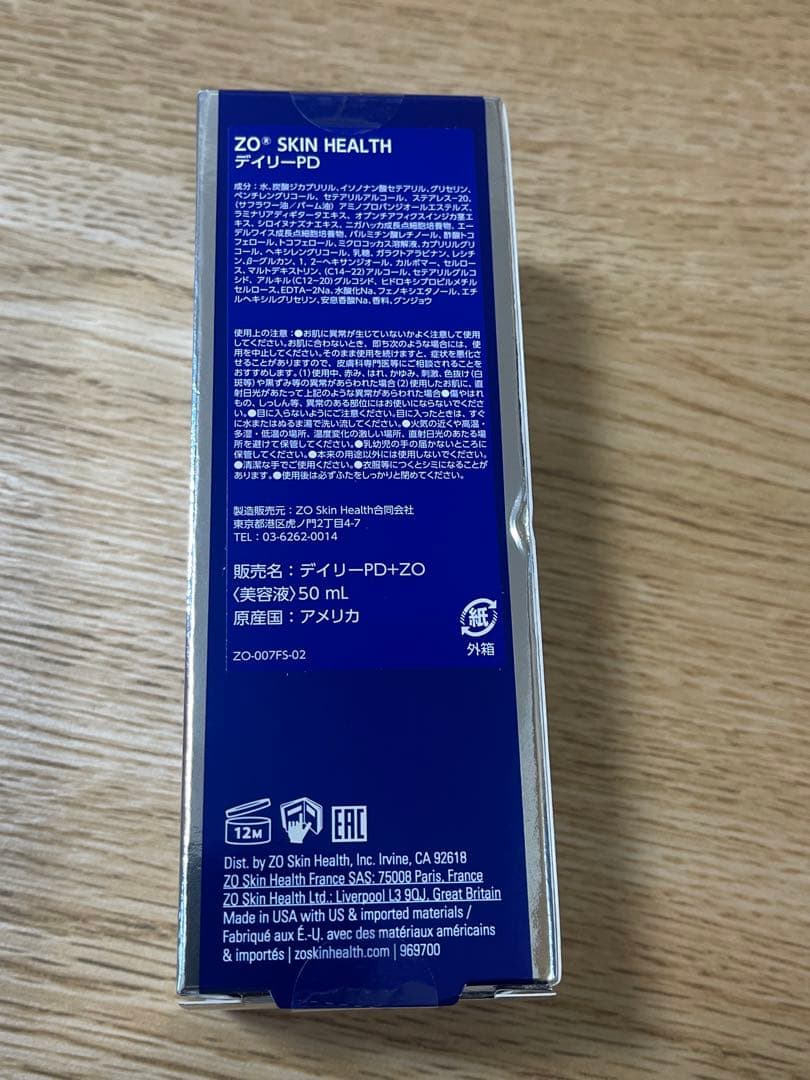 ZO® SKIN HEALTH
デイリーPD
成分：水、炭酸ジカプリリル、イソノナン酸セテアリル、グリセリン、
ペンチレングリコール、セテアリルアルコール、ステアレス-20、
(サフラワー油／パーム油) アミノプロパンジオールエステルズ、
ラミナリアディギタータエキス、オプンチアフィクスインジカ茎エ
キス、シロイヌナズナエキス、ニガハッカ成長点細胞培養物、エー
デルワイス成長点細胞培養物、パルミチン酸レチノール、酢酸トコ
フェロール、トコフェロール、ミクロコッカス溶解液、カプリリルグリ
コール、ヘキシレングリコール、乳糖、ガラクトアラビナン、レシチ
ン、β-グルカン、1，2-ヘキサンジオール、カルボマー、セルロー
ス、マルトデキストリン、(C14-22)アルコール、セテアリルグルコ
シド、アルキル(C12-20)グルコシド、ヒドロキシプロピルメチル
セルロース、EDTA-2Na、水酸化Na、フェノキシエタノール、エチ
ルヘキシルグリセリン、安息香酸Na、香料、グンジョウ
使用上の注意：●お肌に異常が生じていないかよく注意して使用
してください。お肌に合わないとき、即ち次のような場合には、使
用を中止してください。そのまま使用を続けますと、症状を悪化さ
せることがありますので、皮膚科専門医等にご相談されることを
おすすめします。(1)使用中、赤み、はれ、かゆみ、刺激、色抜け(白
斑等)や黒ずみ等の異常があらわれた場合(2)使用したお肌に、直
射日光があたって上記のような異常があらわれた場合●傷やはれ
もの、しっしん等、異常のある部位にはお使いにならないでくださ
い。●目に入らないようにご注意ください。目に入ったときは、すぐ
に水またはぬるま湯で洗い流してください。●火気の近くや高温・
多湿・低温の場所、温度変化の激しい場所、直射日光のあたる場
所を避けて保管してください。●乳幼児の手の届かないところに
保管してください。●本来の用途以外には使用しないでください。
●清潔な手でご使用ください。●衣服等につくとシミになることが
あります。●使用後は必ずふたをしっかりと閉めてください。
製造販売元：ZO Skin Health合同会社
東京都港区虎ノ門2丁目4-7
TEL：03-6262-0014
販売名：デイリーPD+ZO
〈美容液〉50 mL
原産国：アメリカ
紙
外箱
ZO-007FS-02
12M
EAC
Dist. by ZO Skin Health, Inc. Irvine, CA 92618
ZO Skin Health France SAS: 75008 Paris, France
ZO Skin Health Ltd.: Liverpool L3 9QJ, Great Britain
Made in USA with US & imported materials /
Fabriqué aux É.-U. avec des matériaux américains
& importés | zoskinhealth.com | 969700